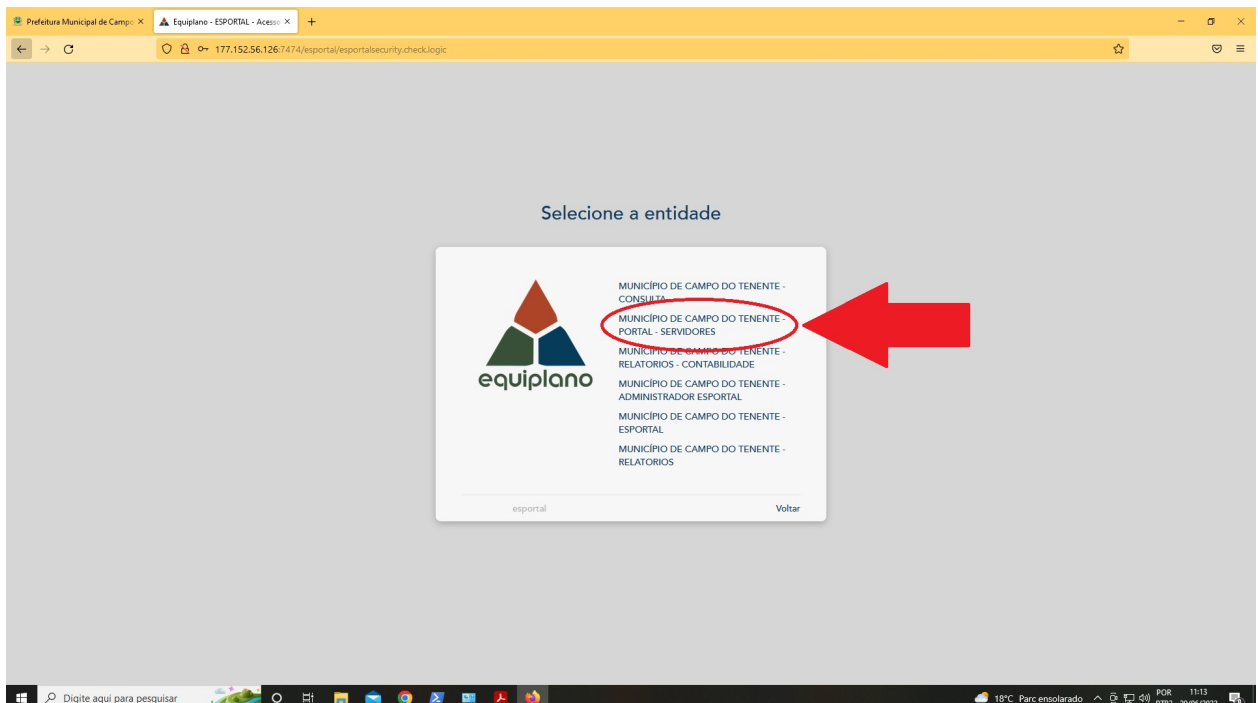 Prefeitura Municipal de Campo
Equiplano - ESPORTAL - Acesso
177.152.56.126:7474/esportal/esportalsecurity.check.logic
Selecione a entidade
equiplano
MUNICÍPIO DE CAMPO DO TENENTE -
CONSULTA
MUNICÍPIO DE CAMPO DO TENENTE -
PORTAL - SERVIDORES
MUNICÍPIO DE CAMPO DO TENENTE -
RELATORIOS - CONTABILIDADE
MUNICÍPIO DE CAMPO DO TENENTE -
ADMINISTRADOR ESPORTAL
MUNICÍPIO DE CAMPO DO TENENTE -
ESPORTAL
MUNICÍPIO DE CAMPO DO TENENTE -
RELATORIOS
esportal
Voltar
Digite aqui para pesquisar
18°C Parc ensolarado
POR
11:13